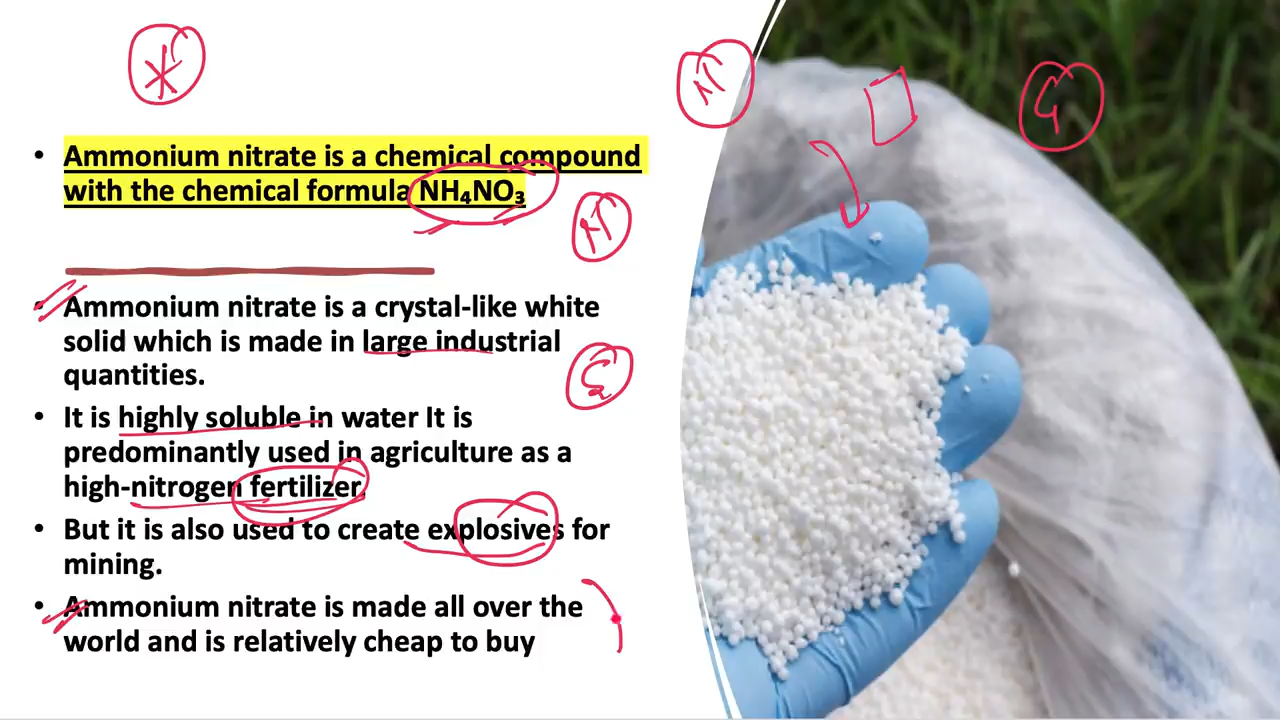 Ammonium nitrate is a chemical compound
with the chemical formula NH₄NO₃
Ammonium nitrate is a crystal-like white
solid which is made in large industrial
quantities.
It is highly soluble in water It is
predominantly used in agriculture as a
high-nitrogen fertilizer.
But it is also used to create explosives for
mining.
Ammonium nitrate is made all over the
world and is relatively cheap to buy